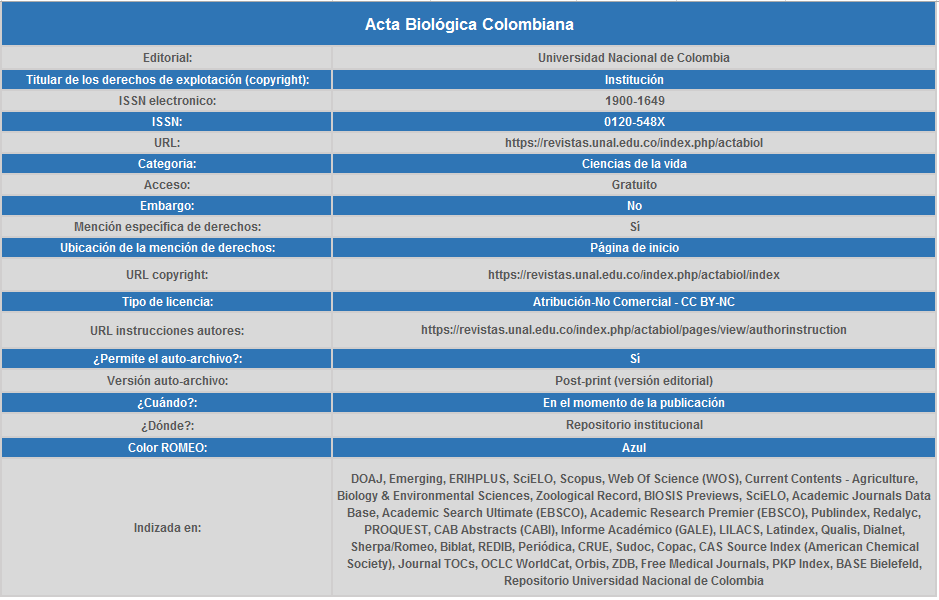 Acta Biológica Colombiana
Editorial: Universidad Nacional de Colombia
Titular de los derechos de explotación (copyright): Institución
ISSN electronico: 1900-1649
ISSN: 0120-548X
URL: https://revistas.unal.edu.co/index.php/actabiol
Categoria: Ciencias de la vida
Acceso: Gratuito
Embargo: No
Mención específica de derechos: Sí
Ubicación de la mención de derechos: Página de inicio
URL copyright: https://revistas.unal.edu.co/index.php/actabiol/index
Tipo de licencia: Atribución-No Comercial - CC BY-NC
URL instrucciones autores: https://revistas.unal.edu.co/index.php/actabiol/pages/view/authorinstruction
¿Permite el auto-archivo?: Sí
Versión auto-archivo: Post-print (versión editorial)
¿Cuándo?: En el momento de la publicación
¿Dónde?: Repositorio institucional
Color ROMEO: Azul
Indizada en:
DOAJ, Emerging, ERIHPLUS, SciELO, Scopus, Web Of Science (WOS), Current Contents - Agriculture,
Biology & Environmental Sciences, Zoological Record, BIOSIS Previews, SciELO, Academic Journals Data
Base, Academic Search Ultimate (EBSCO), Academic Research Premier (EBSCO), Publindex, Redalyc,
PROQUEST, CAB Abstracts (CABI), Informe Académico (GALE), LILACS, Latindex, Qualis, Dialnet,
Sherpa/Romeo, Biblat, REDIB, Periódica, CRUE, Sudoc, Copac, CAS Source Index (American Chemical
Society), Journal TOCs, OCLC WorldCat, Orbis, ZDB, Free Medical Journals, PKP Index, BASE Bielefeld,
Repositorio Universidad Nacional de Colombia